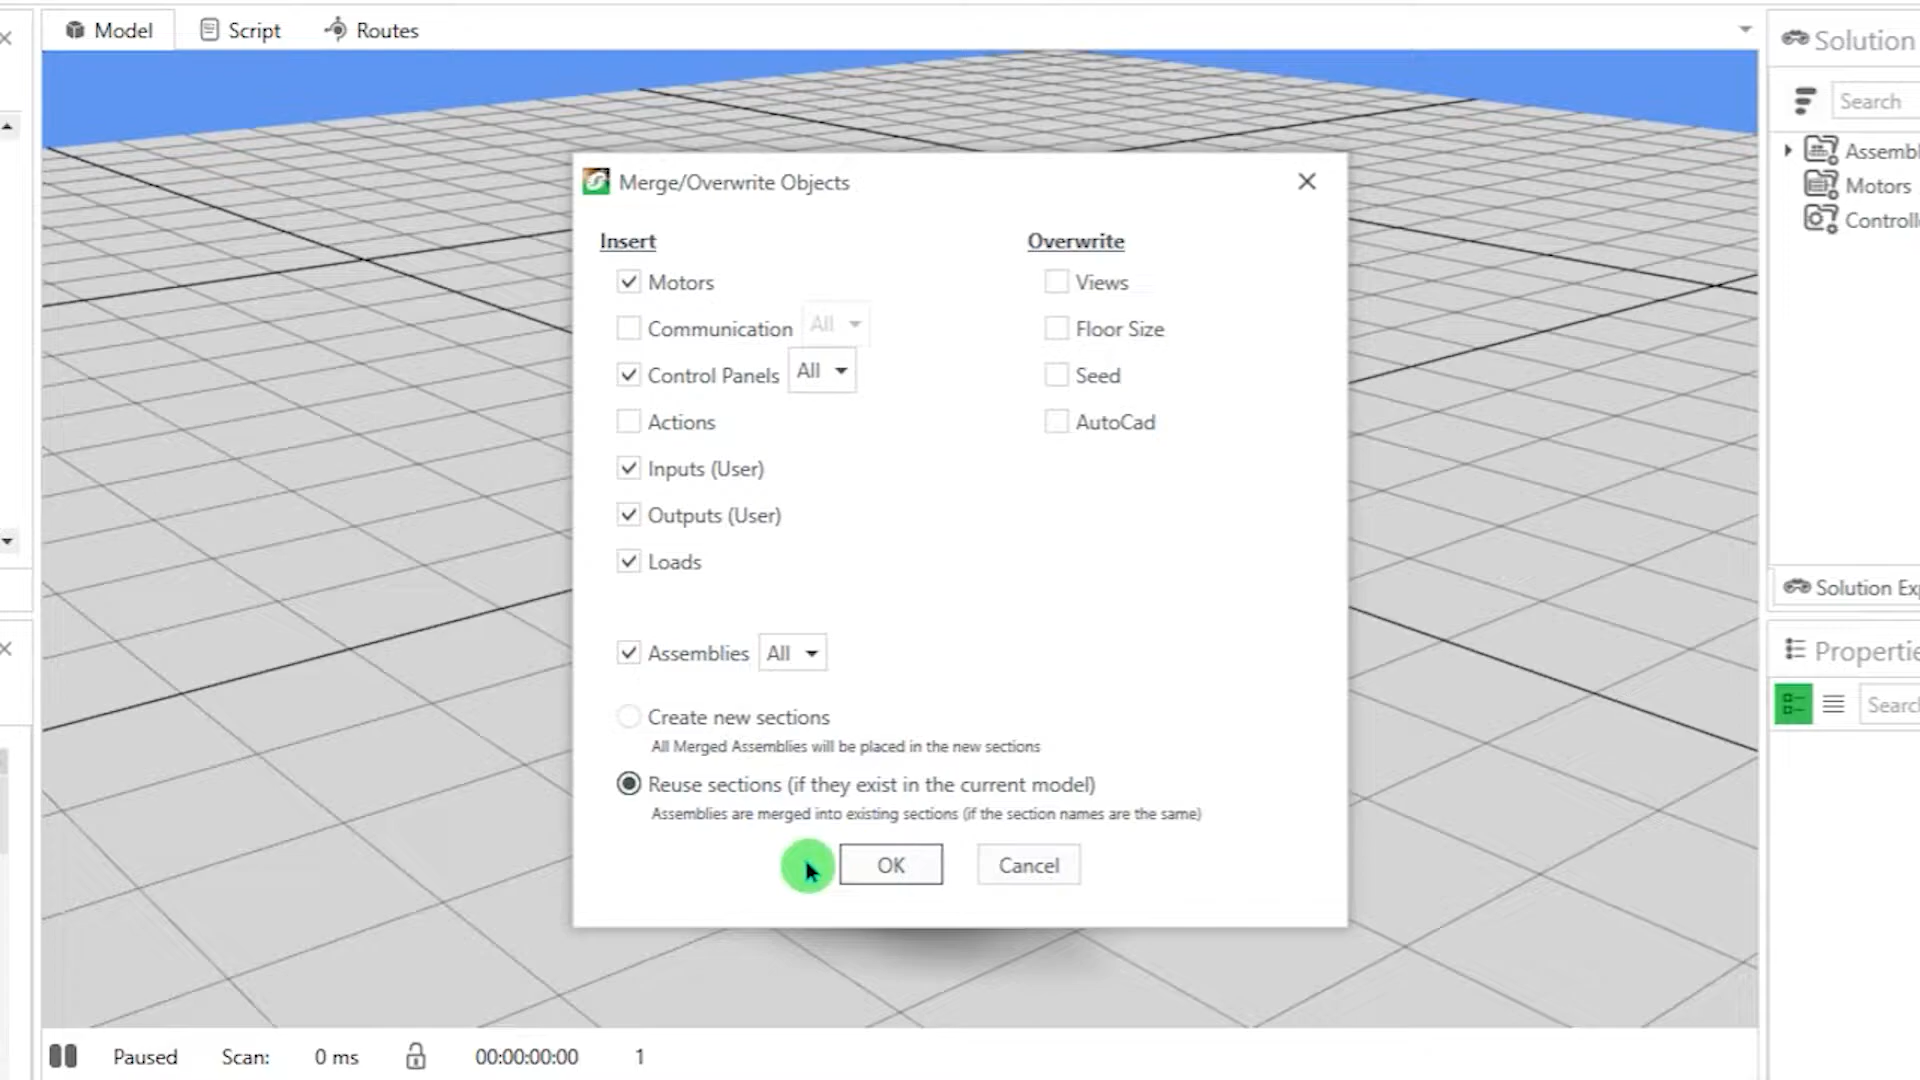 Model
Script
Routes
Solution
Search
Assembl
Motors
Controll
Merge/Overwrite Objects
Insert
Overwrite
Motors
Views
Communication All
Floor Size
Control Panels All
Seed
Actions
AutoCad
Inputs (User)
Outputs (User)
Loads
Assemblies All
Create new sections
All Merged Assemblies will be placed in the new sections
Reuse sections (if they exist in the current model)
Assemblies are merged into existing sections (if the section names are the same)
OK
Cancel
Solution Exp
Propertie
Search
Paused Scan: 0 ms 00:00:00:00 1